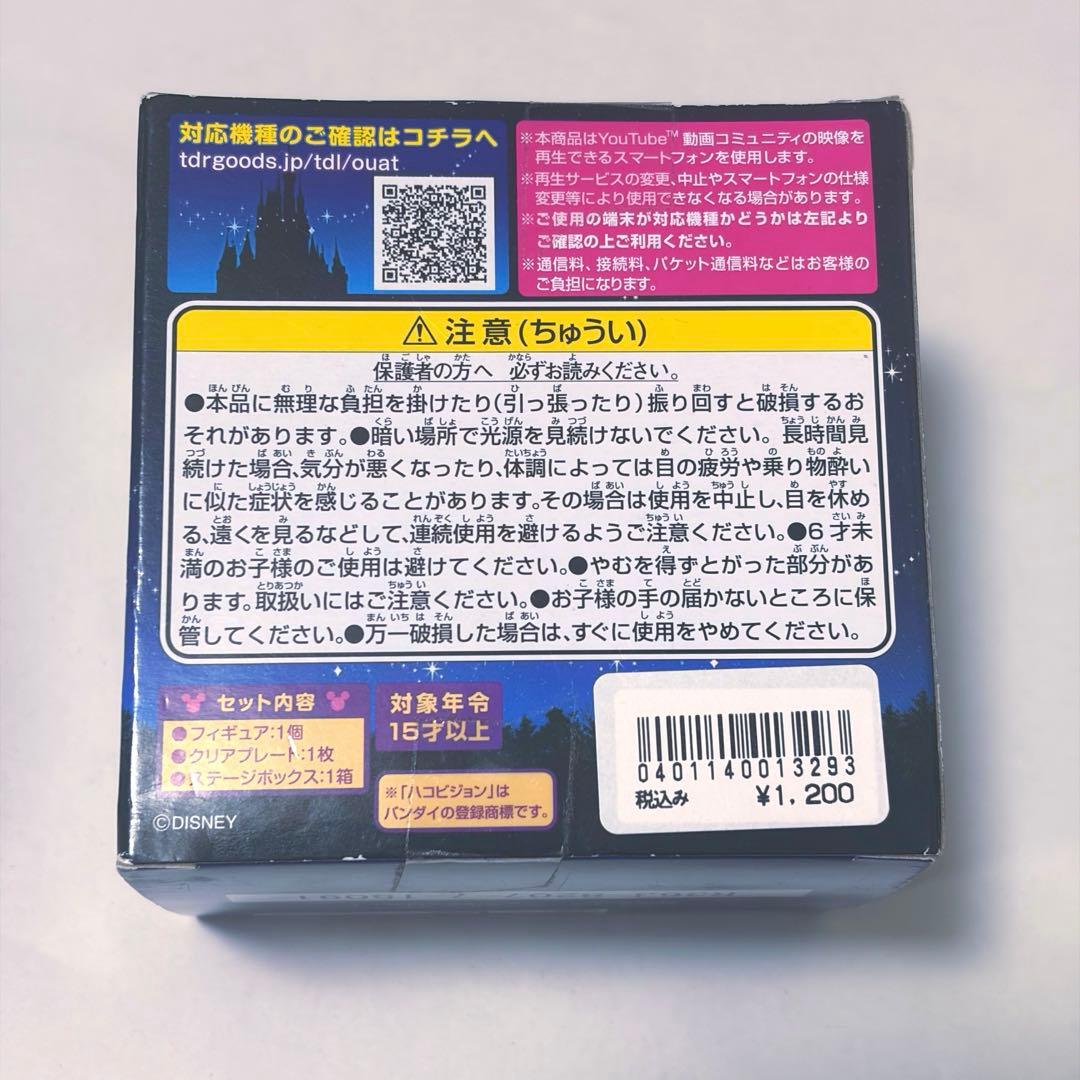 対応機種のご確認はコチラへ
tdrgoods.jp/tdl/ouat
※本商品はYouTube™ 動画コミュニティの映像を
再生できるスマートフォンを使用します。
※再生サービスの変更、中止やスマートフォンの仕様
変更等により使用できなくなる場合があります。
※ご使用の端末が対応機種かどうかは左記より
ご確認の上ご利用ください。
※通信料、接続料、パケット通信料などはお客様の
ご負担になります。
注意(ちゅうい)
保護者の方へ 必ずお読みください。
●本品に無理な負担を掛けたり(引っ張ったり)振り回すと破損するお
それがあります。●暗い場所で光源を見続けないでください。長時間見
続けた場合、気分が悪くなったり、体調によっては目の疲労や乗り物酔い
に似た症状を感じることがあります。その場合は使用を中止し、目を休め
る、遠くを見るなどして、連続使用を避けるようご注意ください。●6才未
満のお子様のご使用は避けてください。●やむを得ずとがった部分があ
ります。取扱いにはご注意ください。●お子様の手の届かないところに保
管してください。●万一破損した場合は、すぐに使用をやめてください。
セット内容
●フィギュア:1個
●クリアプレート:1枚
●ステージボックス:1箱
対象年令
15才以上
※「ハコビジョン」は
バンダイの登録商標です。
©DISNEY
0401140013293
税込み ¥1,200